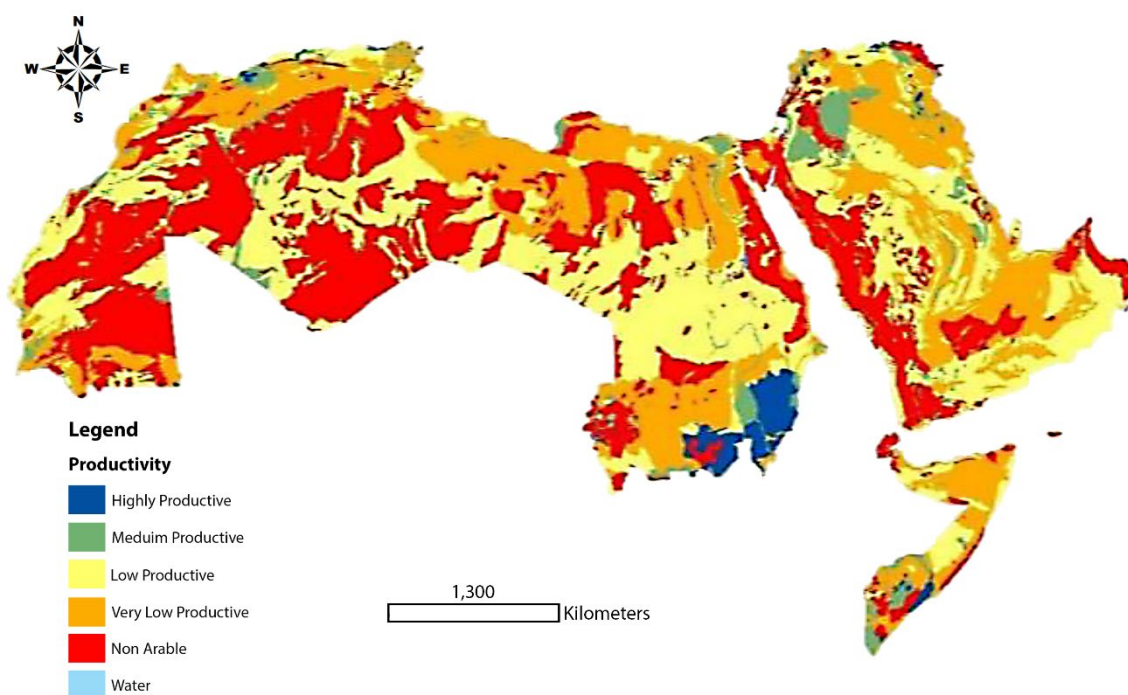 N
W E
S
Legend
Productivity
Highly Productive
Meduim Productive
Low Productive
Very Low Productive
Non Arable
Water
1,300
Kilometers